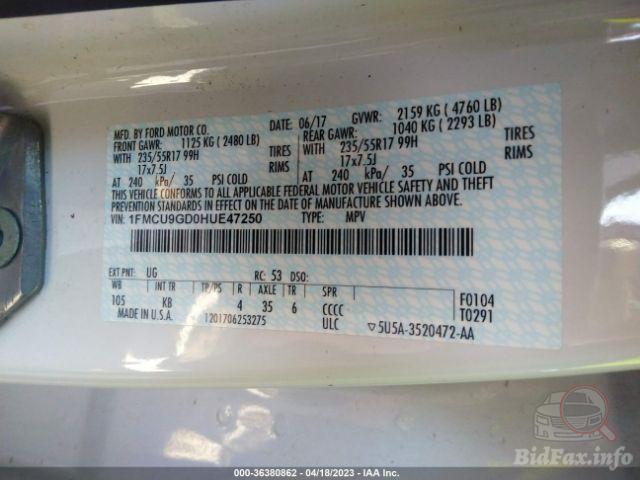 MFD. BY FORD MOTOR CO.
DATE: 06/17 GVWR: 2159 KG ( 4760 LB)
FRONT GAWR: 1125 KG ( 2480 LB) REAR GAWR: 1040 KG ( 2293 LB)
WITH 235/55R17 99H TIRES WITH 235/55R17 99H TIRES
17x7.5J RIMS 17x7.5J RIMS
AT 240 kPa/ 35 PSI COLD AT 240 kPa/ 35 PSI COLD
THIS VEHICLE CONFORMS TO ALL APPLICABLE FEDERAL MOTOR VEHICLE SAFETY AND THEFT
PREVENTION STANDARDS IN EFFECT ON THE DATE OF MANUFACTURE SHOWN ABOVE.
VIN: 1FMCU9GD0HUE47250 TYPE: MPV
EXT PNT: UG RC: 53 DSO:
WB INT TR TP/PS R AXLE TR SPR
105 KB 4 35 6 CCCC F0104
MADE IN U.S.A. 1201706253275 ULC T0291
▽5U5A-3520472-AA
BidFax.info
000-36380862 - 04/18/2023 - IAA Inc.